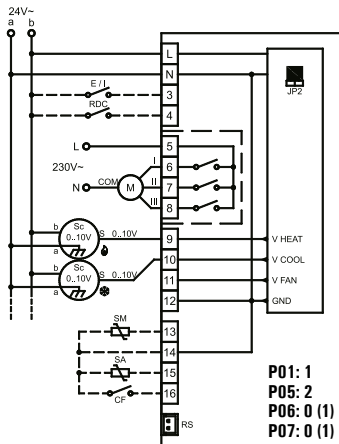 24V~
a b
L
N
JP2
E / I
3
RDC
4
L 5
I
6
230V~
COM M II
N 7
III
8
b Sc S 0..10V 9 V HEAT
0..10V
a
10 V COOL
b Sc S 0..10V
0..10V
a
11 V FAN
12 GND
SM 13
14
SA 15
CF 16
RS
P01: 1
P05: 2
P06: 0 (1)
P07: 0 (1)